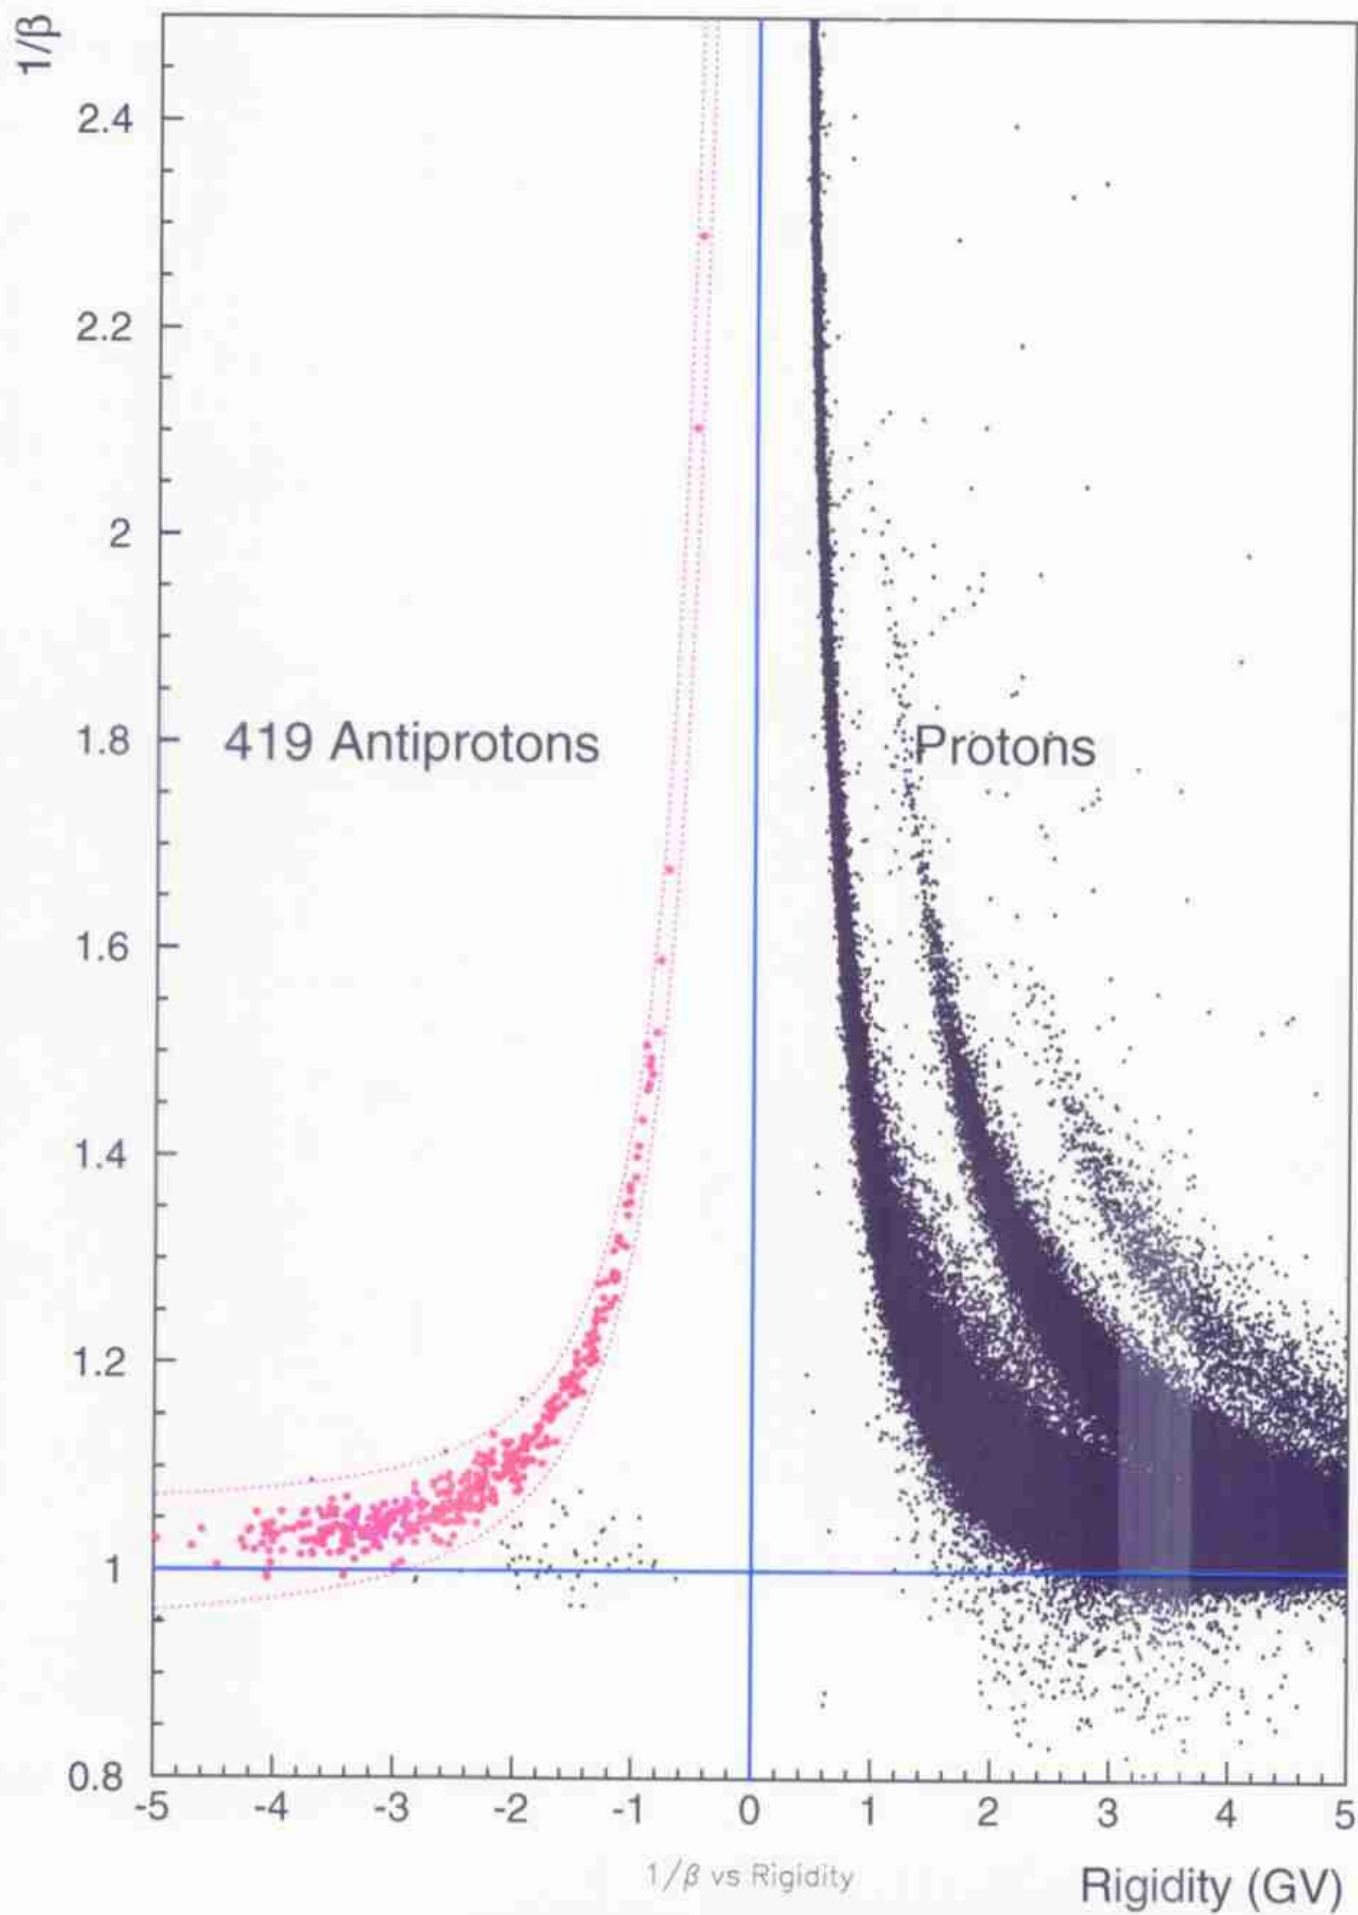 1/β
2.4
2.2
2
1.8
419 Antiprotons
Protons
1.6
1.4
1.2
1
0.8
-5 -4 -3 -2 -1 0 1 2 3 4 5
1/β vs Rigidity
Rigidity (GV)